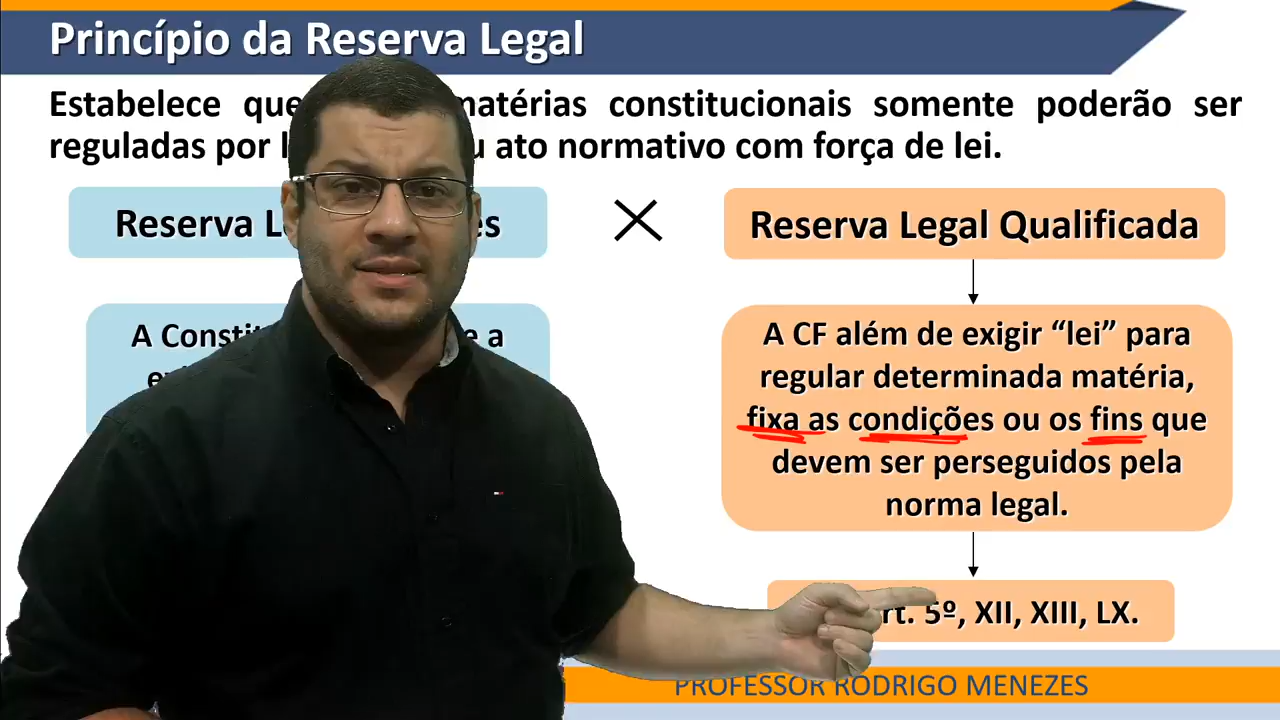 Princípio da Reserva Legal
Estabelece que matérias constitucionais somente poderão ser
reguladas por ato normativo com força de lei.
Reserva
Reserva Legal Qualificada
A
A CF além de exigir “lei” para
regular determinada matéria,
fixa as condições ou os fins que
devem ser perseguidos pela
norma legal.
5º, XII, XIII, LX.
PROFESSOR RODRIGO MENEZES